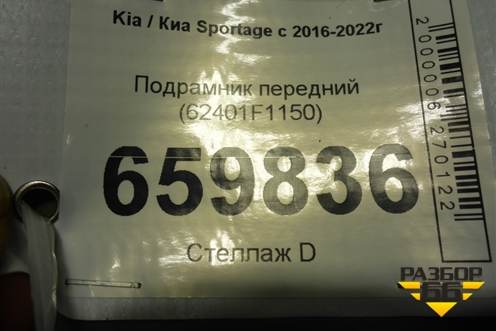 Kia / Киа Sportage с 2016-2022г
Подрамник передний
(62401F1150)
659836
Стеллаж D
2000006270122
РАЗБОР
66